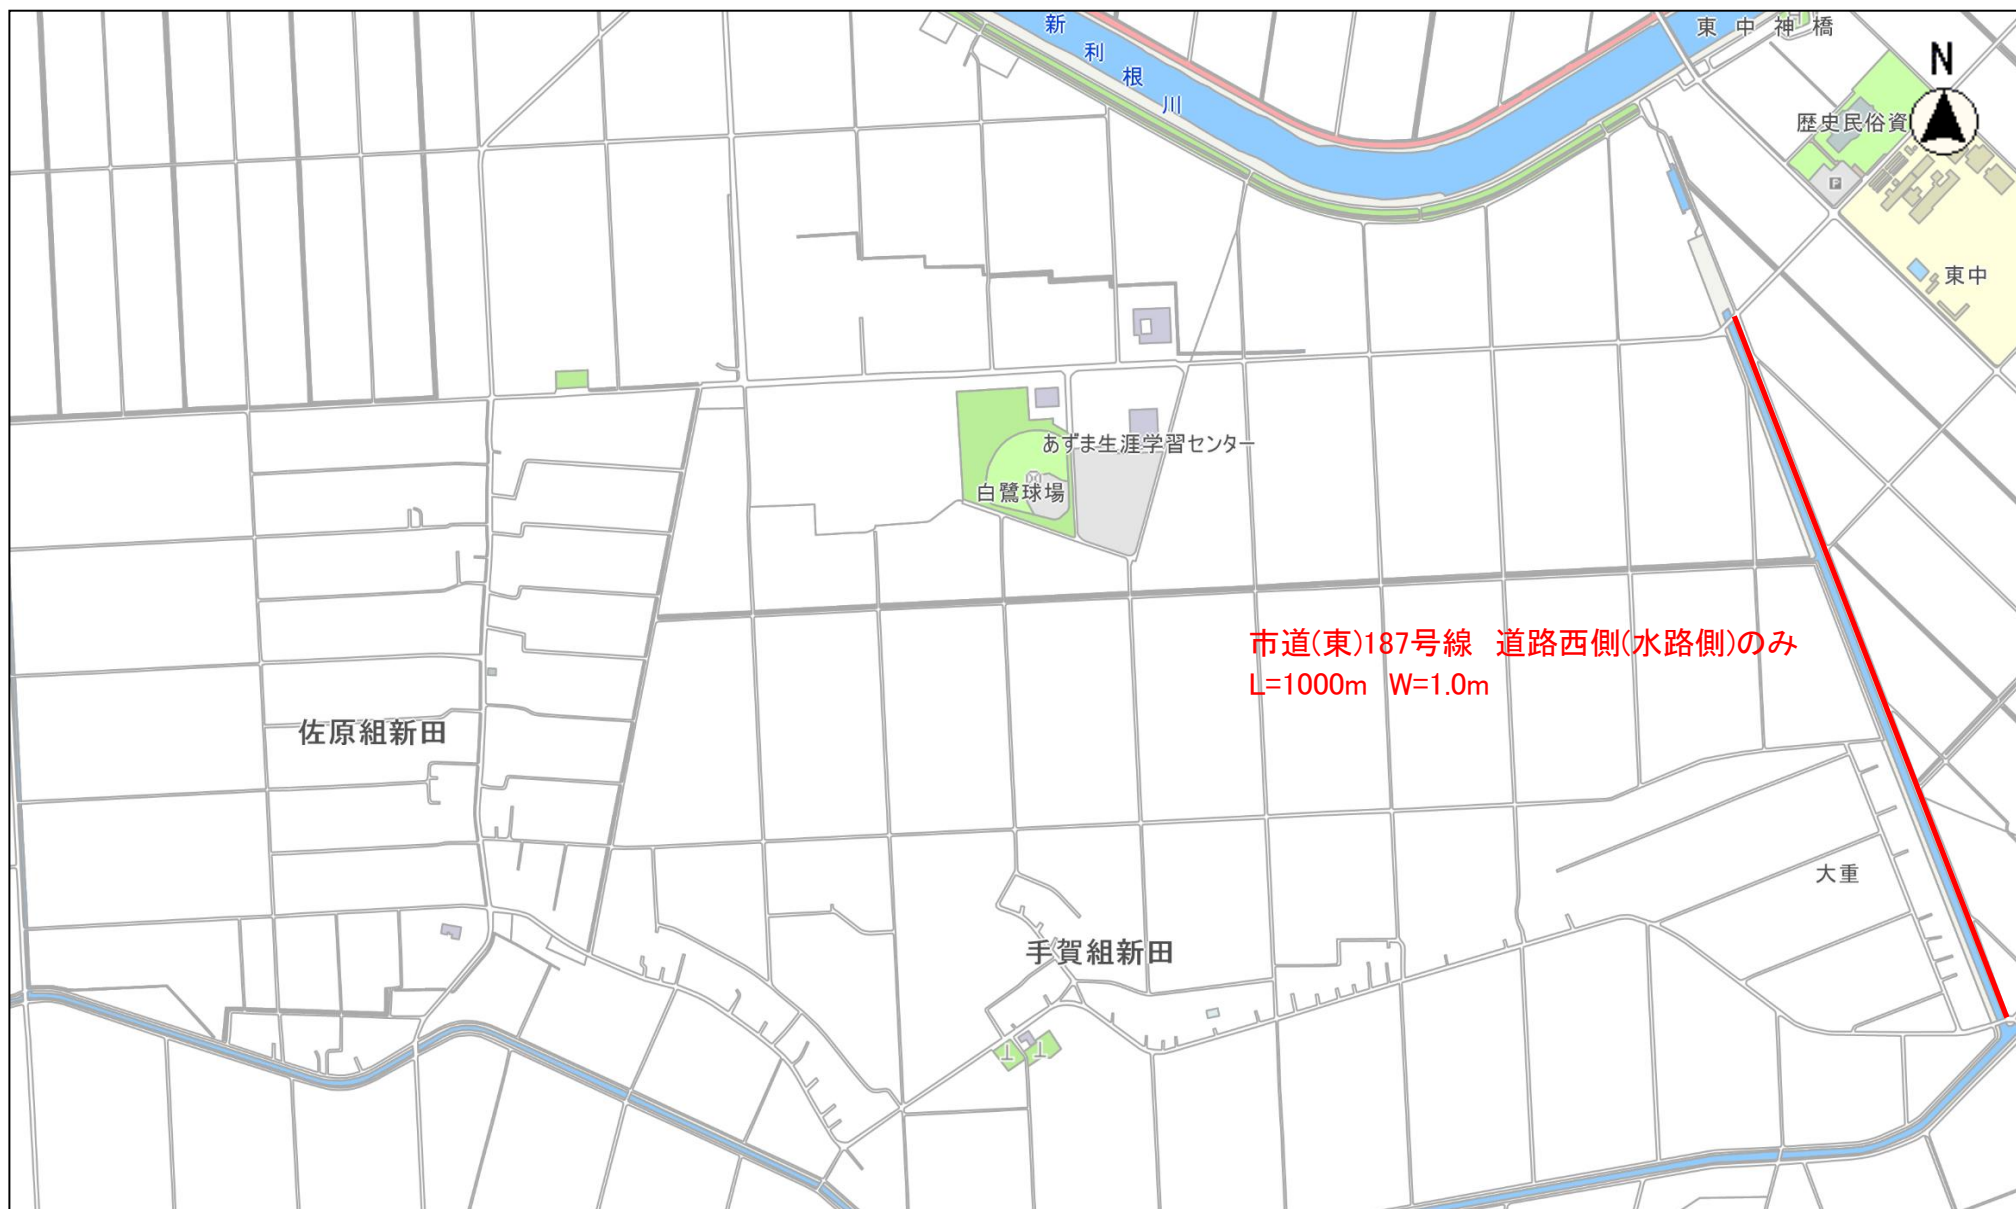 新利根川
東中神橋
N
歴史民俗資
P
東中
あずま生涯学習センター
白鷺球場
市道(東)187号線　道路西側(水路側)のみ
L=1000m　W=1.0m
佐原組新田
大重
手賀組新田